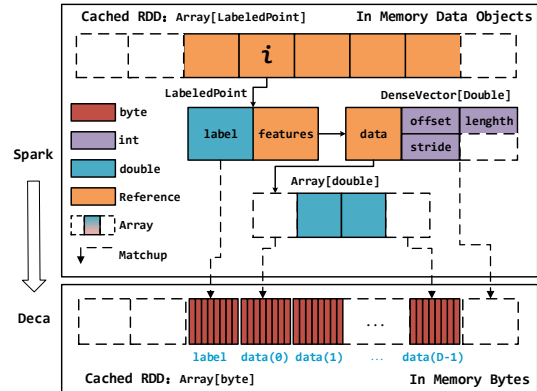 Cached RDD: Array[LabeledPoint] In Memory Data Objects
i
LabeledPoint DenseVector[Double]
byte
int
double
Reference
Array
Matchup
label features data offset lenghth
stride
Array[double]
Spark
Deca
...
label data(0) data(1) ... data(D-1)
Cached RDD: Array[byte] In Memory Bytes